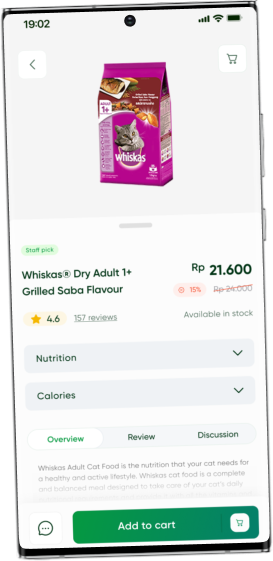 19:02
ADULT
1+
whiskas
Staff pick
Whiskas® Dry Adult 1+
Grilled Saba Flavour
Rp 21.600
15% Rp 24.000
4.6 157 reviews
Available in stock
Nutrition
Calories
Overview Review Discussion
Whiskas Adult Cat Food is the nutrition that your cat needs for
a healthy and active lifestyle. Whiskas cat food is a complete
and balanced meal designed to take care of your cat's daily
Add to cart